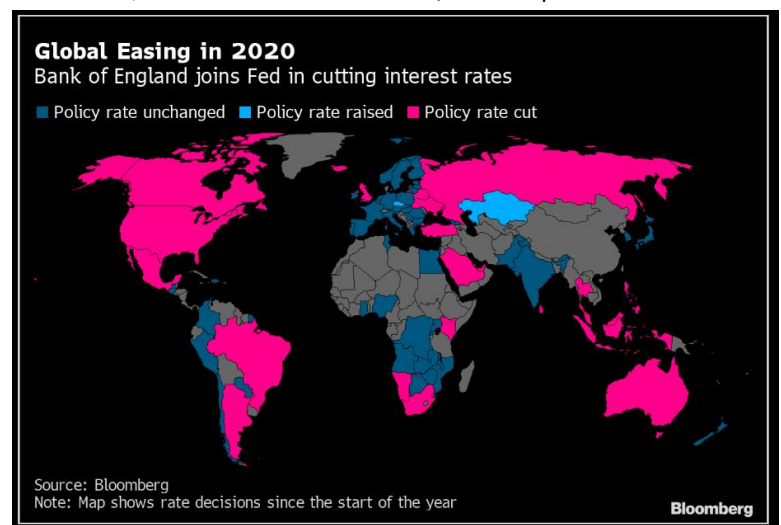 Global Easing in 2020
Bank of England joins Fed in cutting interest rates
Policy rate unchanged Policy rate raised Policy rate cut
Source: Bloomberg
Note: Map shows rate decisions since the start of the year
Bloomberg